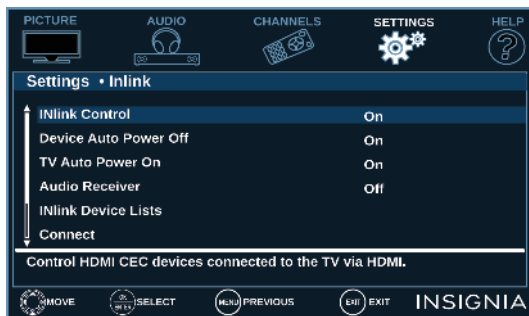 PICTURE AUDIO CHANNELS SETTINGS HELP
Settings • Inlink
INlink Control On
Device Auto Power Off On
TV Auto Power On On
Audio Receiver Off
INlink Device Lists
Connect
Control HDMI CEC devices connected to the TV via HDMI.
MOVE OK ENTER SELECT MENU PREVIOUS EXIT EXIT INSIGNIA